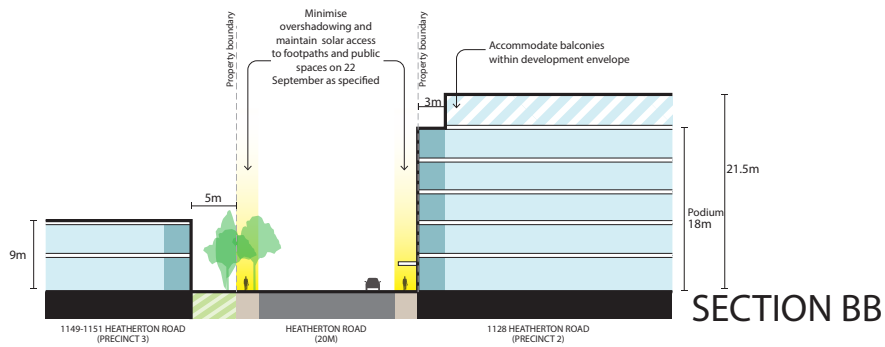 Minimise
overshadowing and
maintain solar access
to footpaths and public
spaces on 22
September as specified
Property boundary
Property boundary
Accommodate balconies
within development envelope
3m
5m
9m
21.5m
Podium
18m
SECTION BB
1149-1151 HEATHERTON ROAD
(PRECINCT 3)
HEATHERTON ROAD
(20M)
1128 HEATHERTON ROAD
(PRECINCT 2)